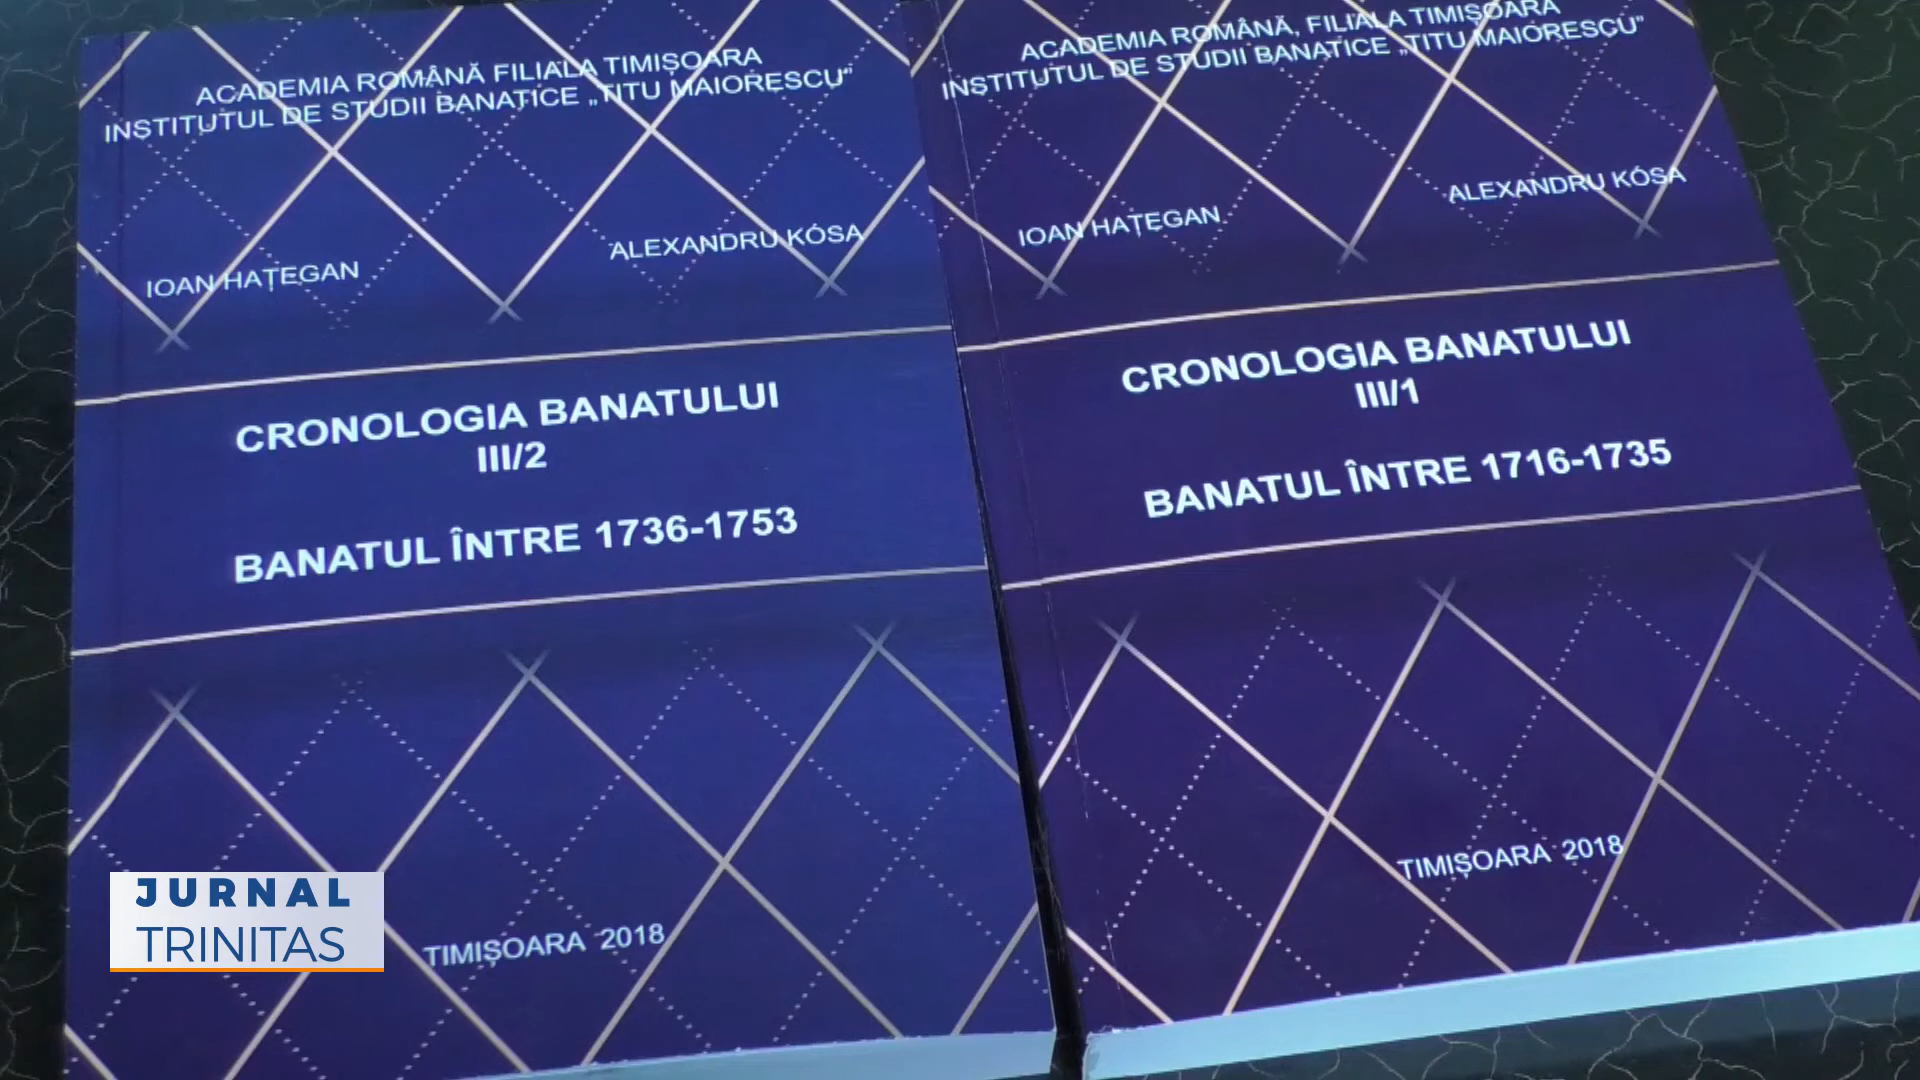 ACADEMIA ROMÂNĂ FILIALA TIMIȘOARA
INSTITUTUL DE STUDII BANATICE „TITU MAIORESCU”
IOAN HAȚEGAN
ALEXANDRU KÓSA
CRONOLOGIA BANATULUI
III/2
BANATUL ÎNTRE 1736-1753
TIMIȘOARA 2018
ACADEMIA ROMÂNĂ, FILIALA TIMIȘOARA
INSTITUTUL DE STUDII BANATICE „TITU MAIORESCU”
IOAN HAȚEGAN
ALEXANDRU KÓSA
CRONOLOGIA BANATULUI
III/1
BANATUL ÎNTRE 1716-1735
TIMIȘOARA 2018
JURNAL
TRINITAS